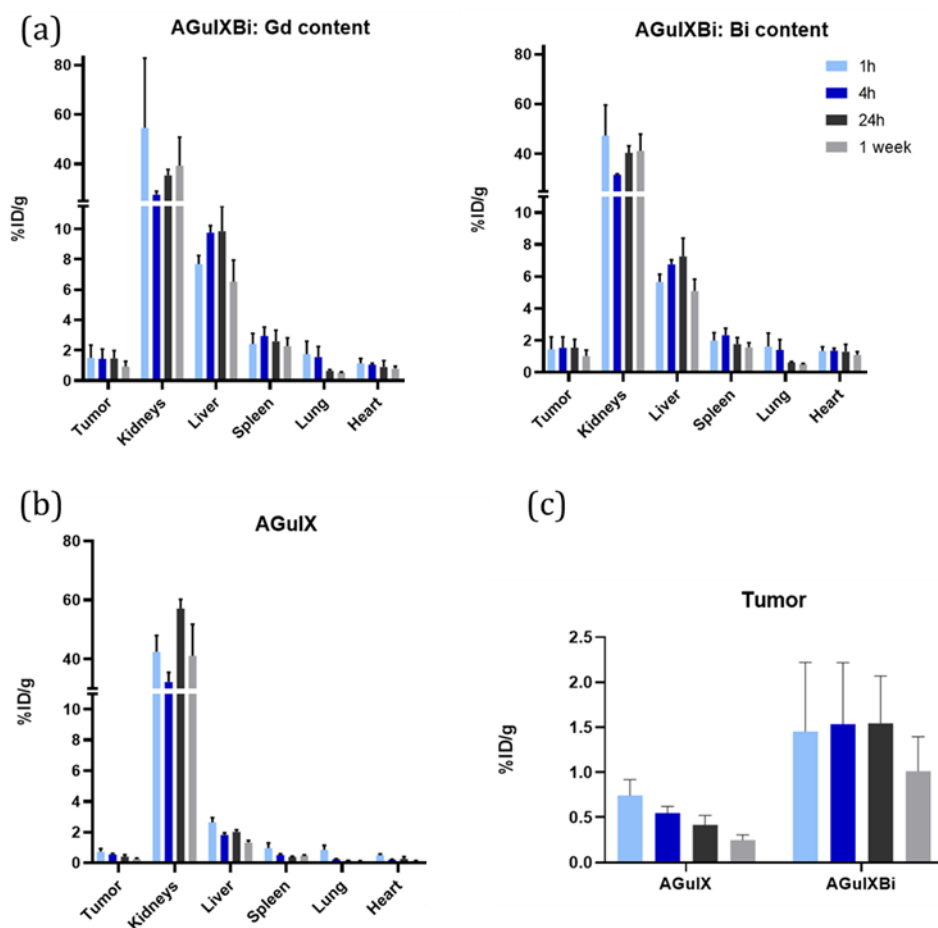 (a)
AGuIXBi: Gd content
%ID/g
80
60
40
10
8
6
4
2
0
Tumor
Kidneys
Liver
Spleen
Lung
Heart
AGuIXBi: Bi content
%ID/g
80
60
40
10
8
6
4
2
0
Tumor
Kidneys
Liver
Spleen
Lung
Heart
1h
4h
24h
1 week
(b)
AGuIX
%ID/g
80
60
40
10
8
6
4
2
0
Tumor
Kidneys
Liver
Spleen
Lung
Heart
(c)
Tumor
%ID/g
2.5
2.0
1.5
1.0
0.5
0.0
AGuIX
AGuIXBi